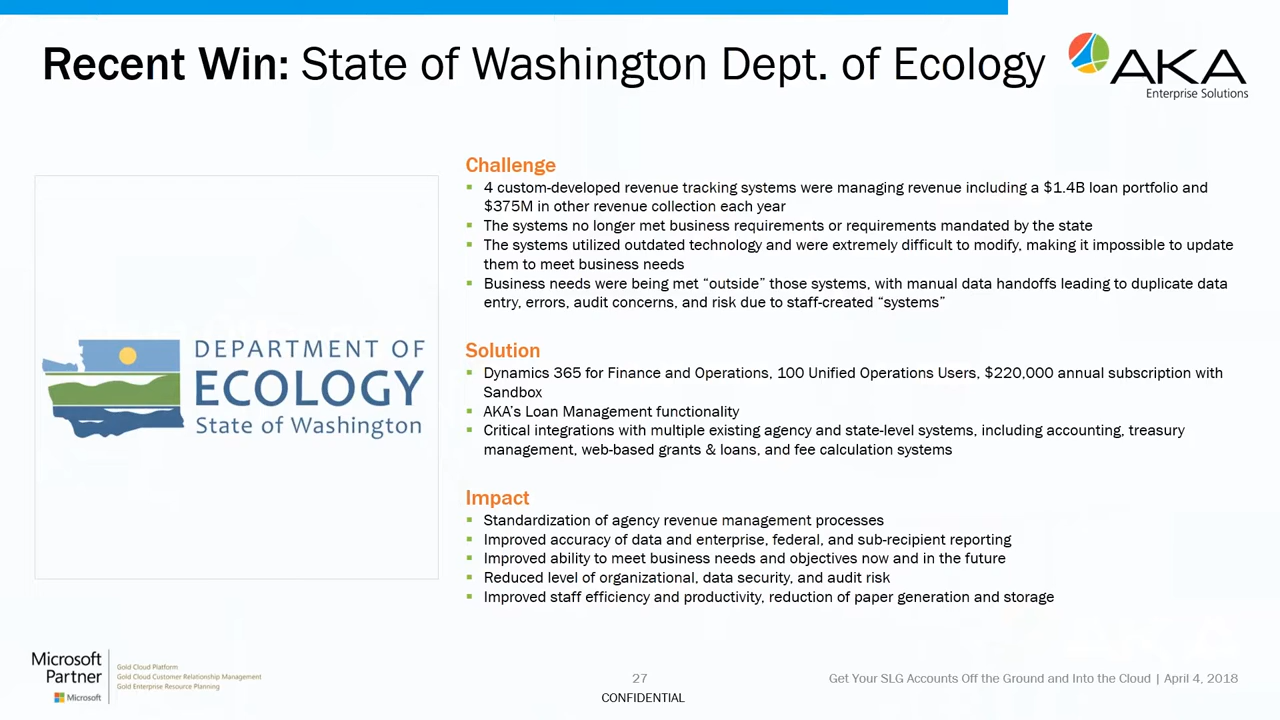 Recent Win: State of Washington Dept. of Ecology
AKA
Enterprise Solutions
Challenge
▪ 4 custom-developed revenue tracking systems were managing revenue including a $1.4B loan portfolio and
$375M in other revenue collection each year
▪ The systems no longer met business requirements or requirements mandated by the state
▪ The systems utilized outdated technology and were extremely difficult to modify, making it impossible to update
them to meet business needs
▪ Business needs were being met “outside” those systems, with manual data handoffs leading to duplicate data
entry, errors, audit concerns, and risk due to staff-created “systems”
DEPARTMENT OF
ECOLOGY
State of Washington
Solution
▪ Dynamics 365 for Finance and Operations, 100 Unified Operations Users, $220,000 annual subscription with
Sandbox
▪ AKA’s Loan Management functionality
▪ Critical integrations with multiple existing agency and state-level systems, including accounting, treasury
management, web-based grants & loans, and fee calculation systems
Impact
▪ Standardization of agency revenue management processes
▪ Improved accuracy of data and enterprise, federal, and sub-recipient reporting
▪ Improved ability to meet business needs and objectives now and in the future
▪ Reduced level of organizational, data security, and audit risk
▪ Improved staff efficiency and productivity, reduction of paper generation and storage
Microsoft
Partner
Microsoft
Gold Cloud Platform
Gold Cloud Customer Relationship Management
Gold Enterprise Resource Planning
27
CONFIDENTIAL
Get Your SLG Accounts Off the Ground and Into the Cloud | April 4, 2018